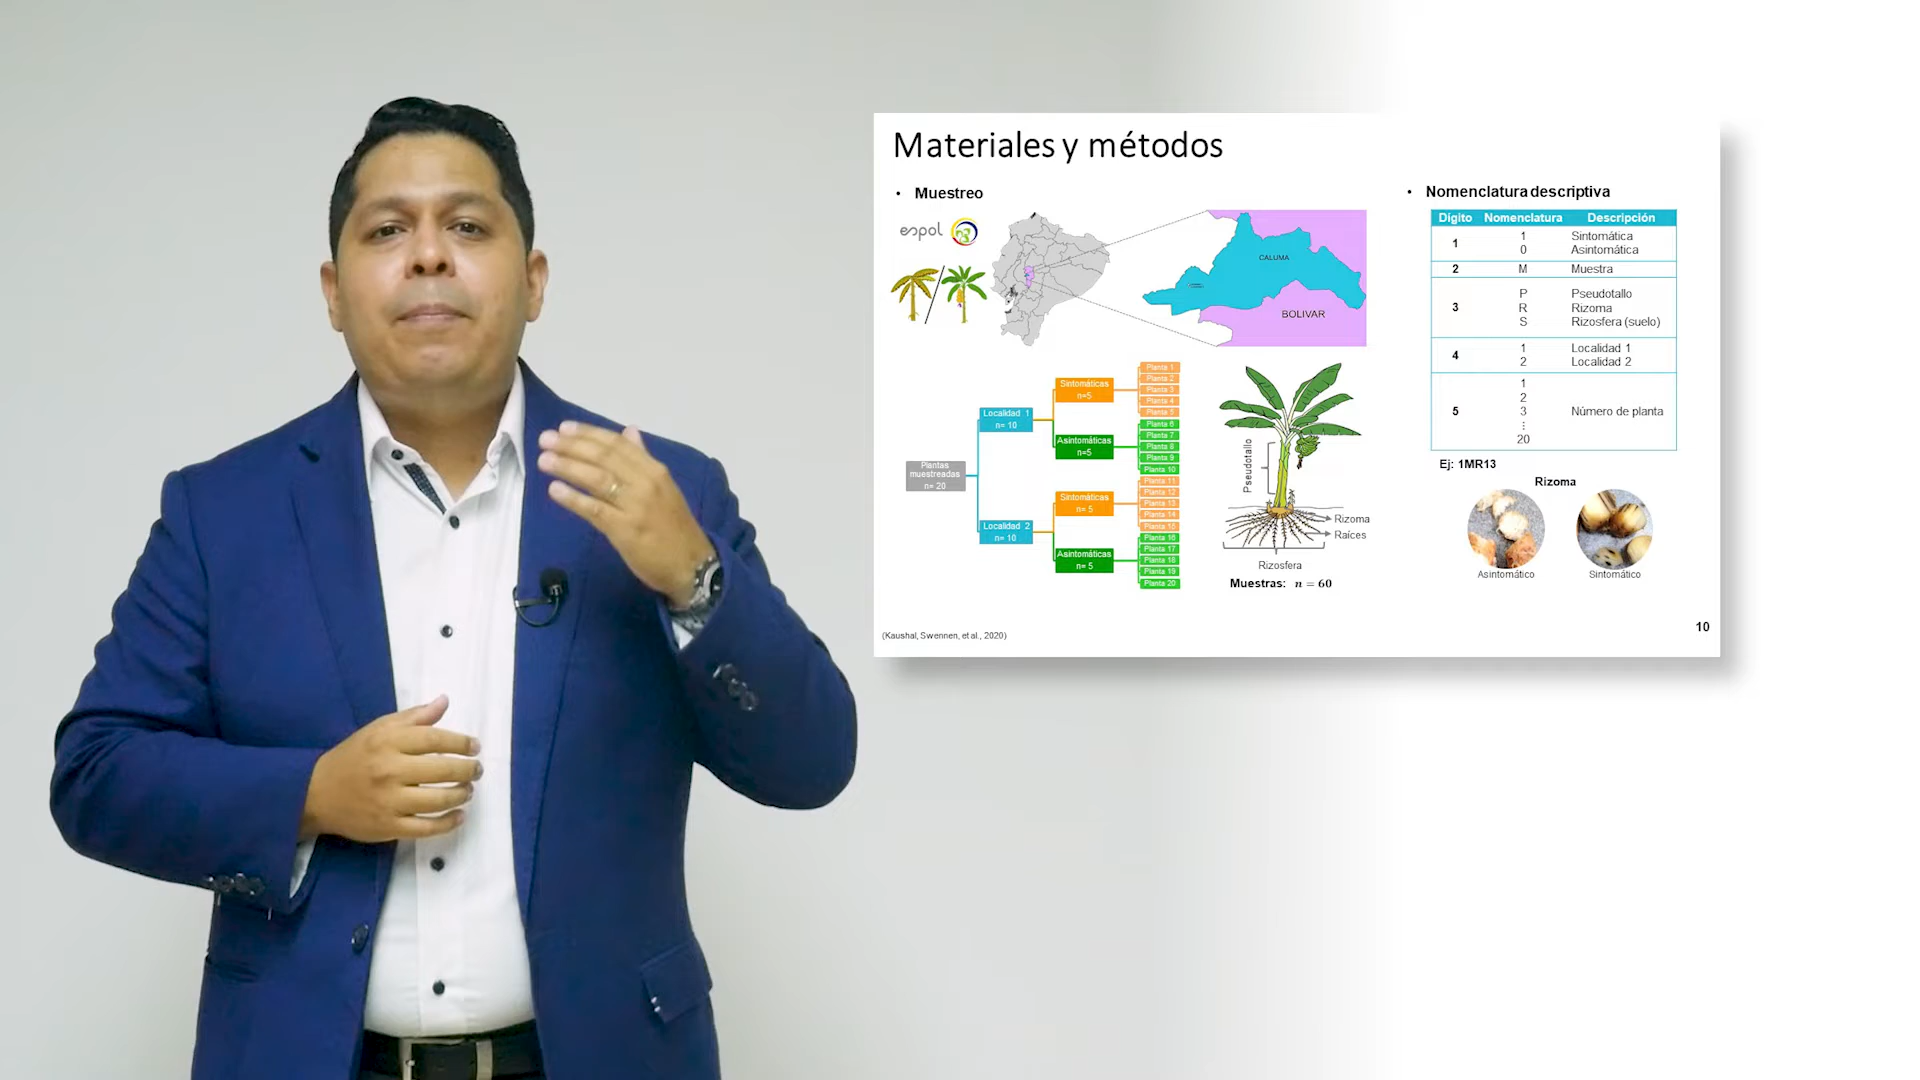 Materiales y métodos
• Muestreo
espol
CALUMA
BOLIVAR
Plantas
muestreadas
n= 20
Localidad 1
n= 10
Localidad 2
n= 10
Sintomáticas
n=5
Asintomáticas
n=5
Sintomáticas
n= 5
Asintomáticas
n= 5
Planta 1
Planta 2
Planta 3
Planta 4
Planta 5
Planta 6
Planta 7
Planta 8
Planta 9
Planta 10
Planta 11
Planta 12
Planta 13
Planta 14
Planta 15
Planta 16
Planta 17
Planta 18
Planta 19
Planta 20
Pseudotallo
Rizoma
Raíces
Rizosfera
Muestras: n = 60
• Nomenclatura descriptiva
Dígito Nomenclatura Descripción
1 1 Sintomática
0 Asintomática
2 M Muestra
3 P Pseudotallo
R Rizoma
S Rizosfera (suelo)
4 1 Localidad 1
2 Localidad 2
5 1
2
3 Número de planta
⋮
20
Ej: 1MR13
Rizoma
Asintomático Sintomático
(Kaushal, Swennen, et al., 2020)
10